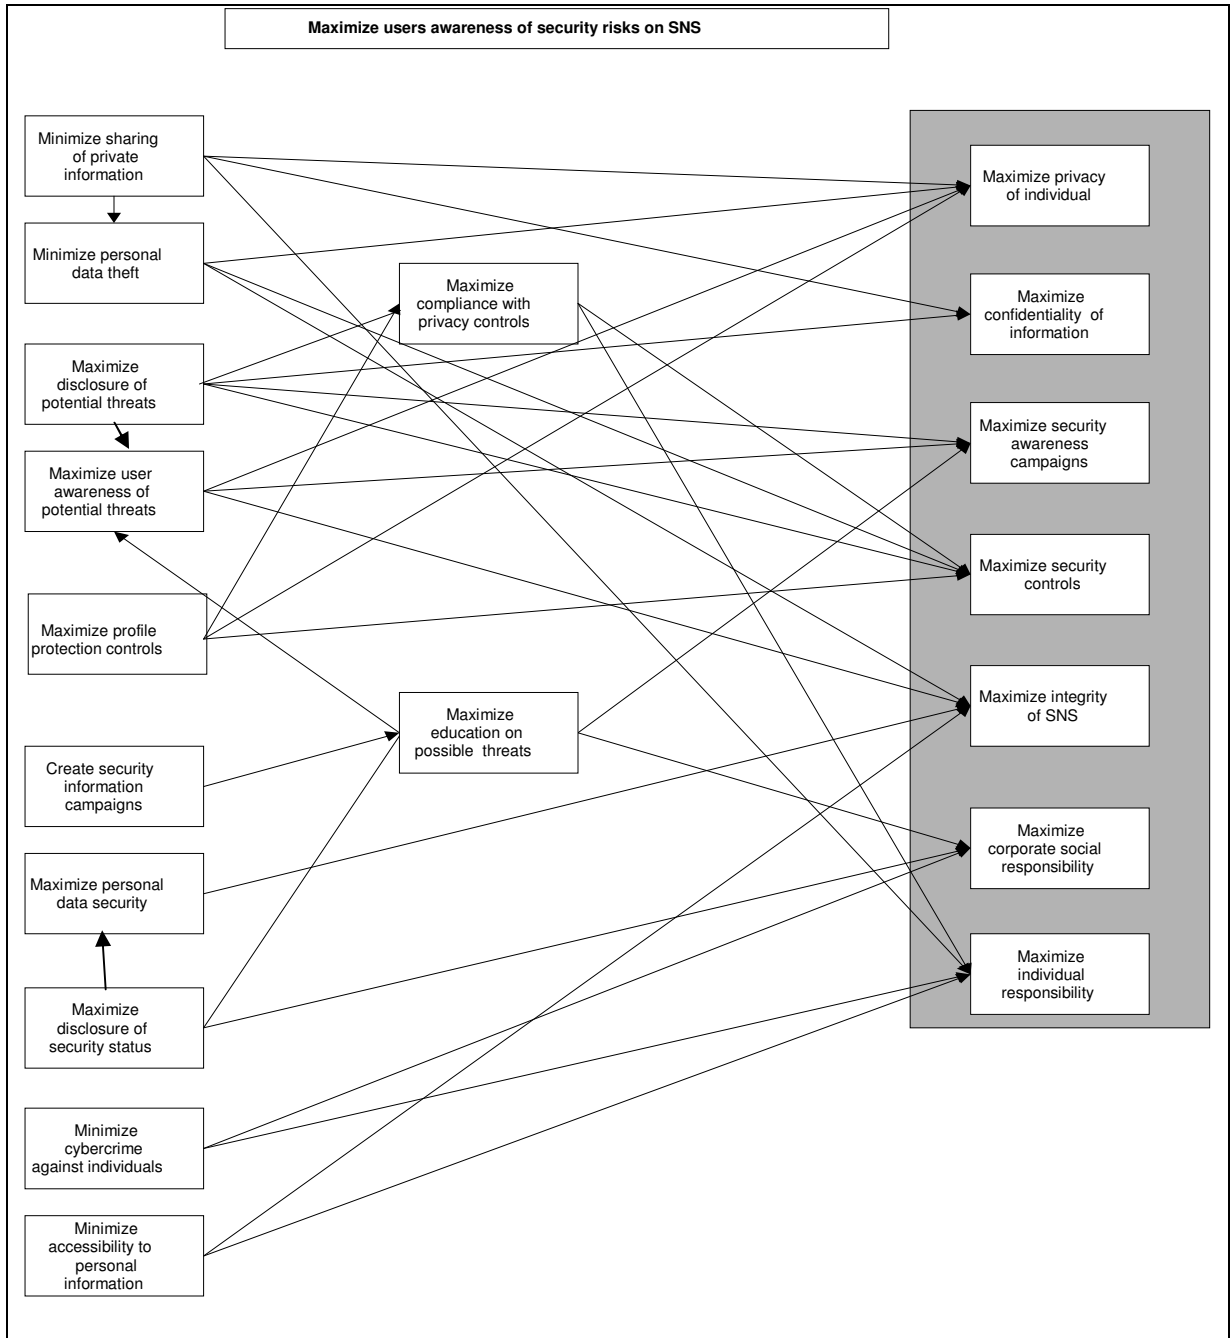 Maximize users awareness of security risks on SNS
Minimize sharing
of private
information
Minimize personal
data theft
Maximize
disclosure of
potential threats
Maximize user
awareness of
potential threats
Maximize profile
protection controls
Create security
information
campaigns
Maximize personal
data security
Maximize
disclosure of
security status
Minimize
cybercrime
against individuals
Minimize
accessibility to
personal
information
Maximize
compliance with
privacy controls
Maximize
education on
possible threats
Maximize privacy
of individual
Maximize
confidentiality of
information
Maximize security
awareness
campaigns
Maximize security
controls
Maximize integrity
of SNS
Maximize
corporate social
responsibility
Maximize
individual
responsibility